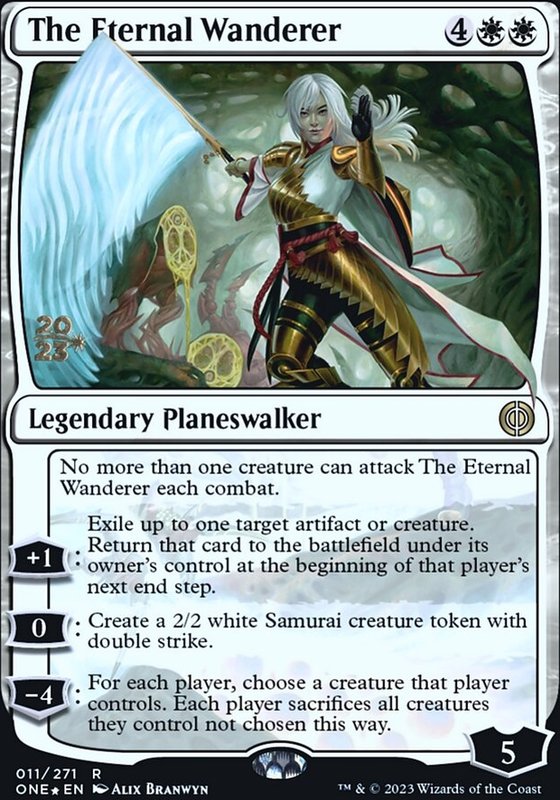 The Eternal Wanderer
4
20
23
Legendary Planeswalker
No more than one creature can attack The Eternal
Wanderer each combat.
Exile up to one target artifact or creature.
+1: Return that card to the battlefield under its
owner's control at the beginning of that player's
next end step.
0: Create a 2/2 white Samurai creature token with
double strike.
For each player, choose a creature that player
-4: controls. Each player sacrifices all creatures
they control not chosen this way.
5
011/271 R
ONE★EN Alix Branwyn
™ & © 2023 Wizards of the Coast